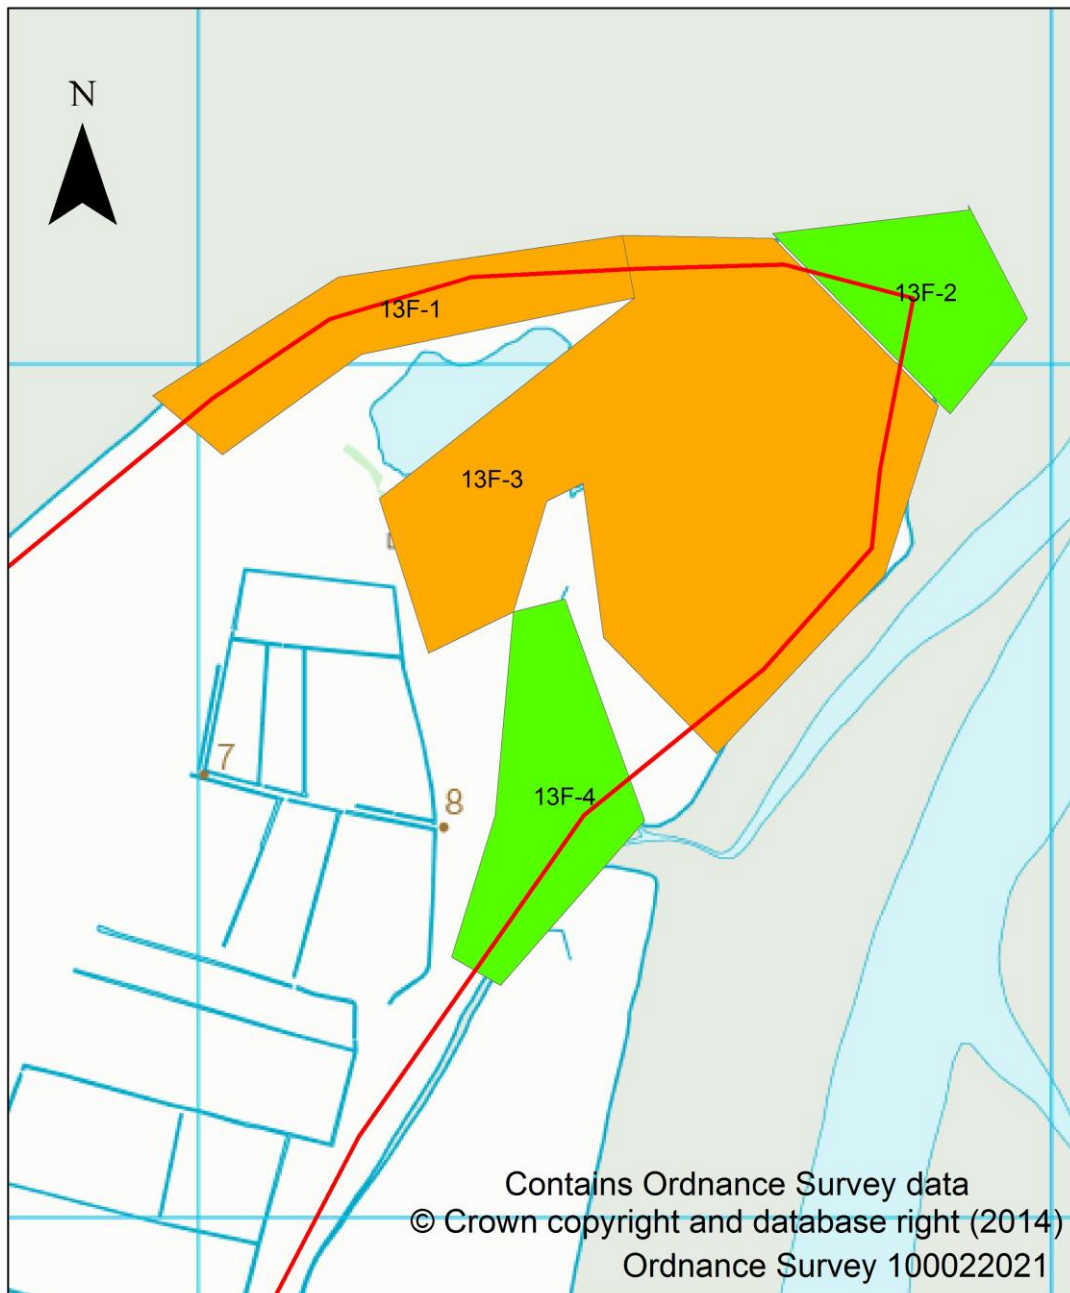 N
13F-2
13F-1
13F-3
7
8
13F-4
Contains Ordnance Survey data
© Crown copyright and database right (2014)
Ordnance Survey 100022021